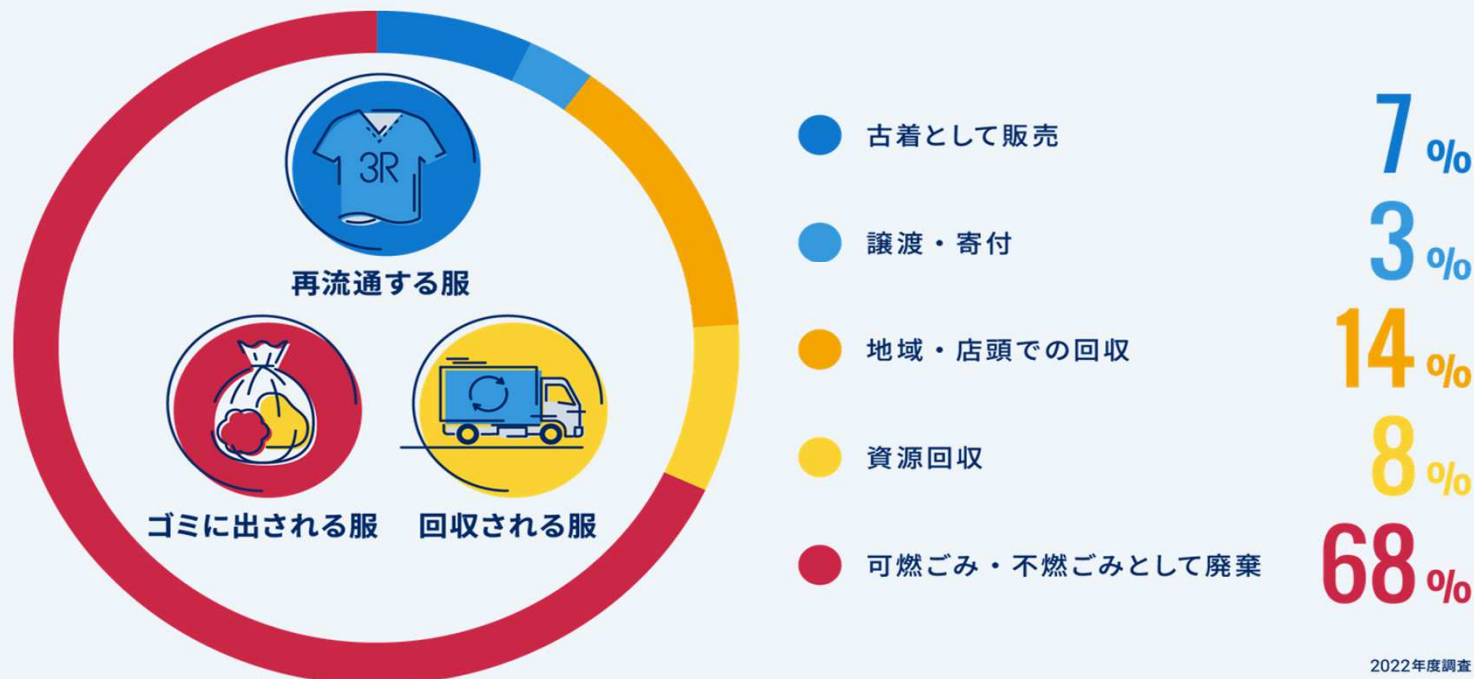 3R
再流通する服
ゴミに出される服
回収される服
古着として販売 7%
譲渡・寄付 3%
地域・店頭での回収 14%
資源回収 8%
可燃ごみ・不燃ごみとして廃棄 68%
2022年度調査